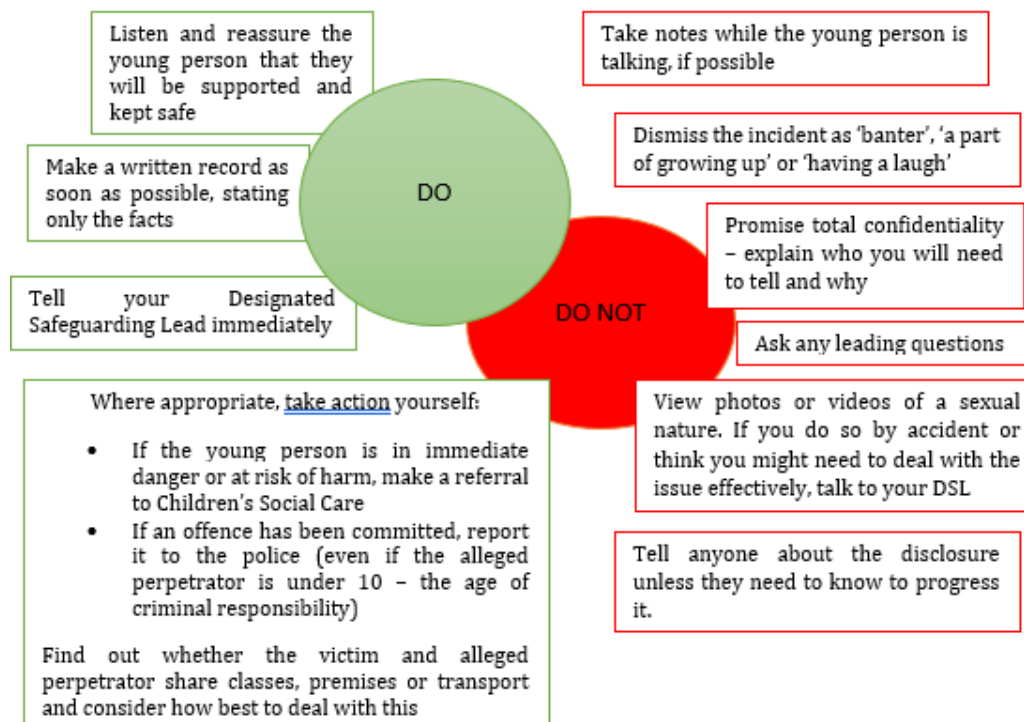 Listen and reassure the
young person that they
will be supported and
kept safe
Make a written record as
soon as possible, stating
only the facts
Tell your Designated
Safeguarding Lead immediately
Where appropriate, take action yourself:
• If the young person is in immediate
danger or at risk of harm, make a referral
to Children’s Social Care
• If an offence has been committed, report
it to the police (even if the alleged
perpetrator is under 10 – the age of
criminal responsibility)
Find out whether the victim and alleged
perpetrator share classes, premises or transport
and consider how best to deal with this
DO
DO NOT
Take notes while the young person is
talking, if possible
Dismiss the incident as ‘banter’, ‘a part
of growing up’ or ‘having a laugh’
Promise total confidentiality
– explain who you will need
to tell and why
Ask any leading questions
View photos or videos of a sexual
nature. If you do so by accident or
think you might need to deal with the
issue effectively, talk to your DSL
Tell anyone about the disclosure
unless they need to know to progress
it.